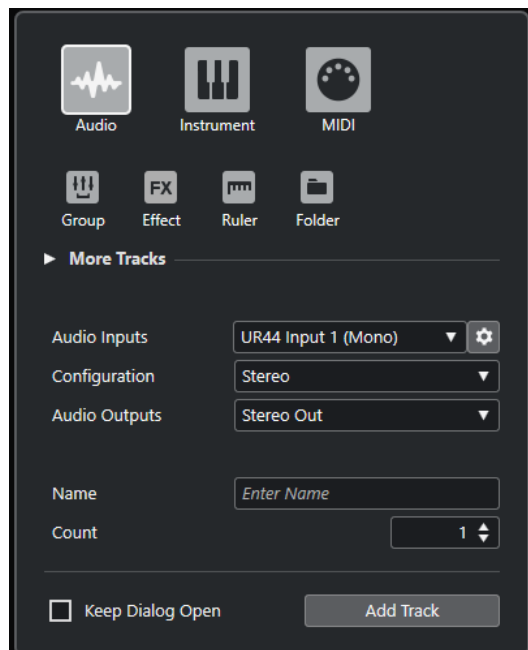 Audio Instrument MIDI
FX
Group Effect Ruler Folder
More Tracks
Audio Inputs UR44 Input 1 (Mono)
Configuration Stereo
Audio Outputs Stereo Out
Name Enter Name
Count 1
Keep Dialog Open Add Track